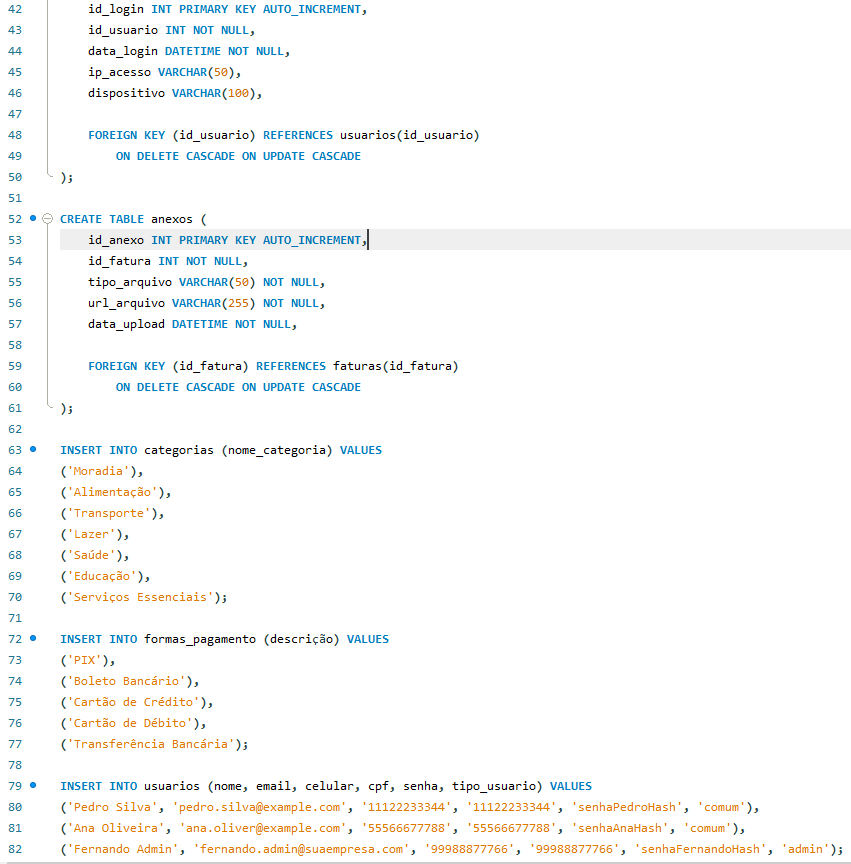 42 id_login INT PRIMARY KEY AUTO_INCREMENT,
43 id_usuario INT NOT NULL,
44 data_login DATETIME NOT NULL,
45 ip_acesso VARCHAR(50),
46 dispositivo VARCHAR(100),
47
48 FOREIGN KEY (id_usuario) REFERENCES usuarios(id_usuario)
49 ON DELETE CASCADE ON UPDATE CASCADE
50 );
51
52 CREATE TABLE anexos (
53 id_anexo INT PRIMARY KEY AUTO_INCREMENT,
54 id_fatura INT NOT NULL,
55 tipo_arquivo VARCHAR(50) NOT NULL,
56 url_arquivo VARCHAR(255) NOT NULL,
57 data_upload DATETIME NOT NULL,
58
59 FOREIGN KEY (id_fatura) REFERENCES faturas(id_fatura)
60 ON DELETE CASCADE ON UPDATE CASCADE
61 );
62
63 INSERT INTO categorias (nome_categoria) VALUES
64 ('Moradia'),
65 ('Alimentação'),
66 ('Transporte'),
67 ('Lazer'),
68 ('Saúde'),
69 ('Educação'),
70 ('Serviços Essenciais');
71
72 INSERT INTO formas_pagamento (descrição) VALUES
73 ('PIX'),
74 ('Boleto Bancário'),
75 ('Cartão de Crédito'),
76 ('Cartão de Débito'),
77 ('Transferência Bancária');
78
79 INSERT INTO usuarios (nome, email, celular, cpf, senha, tipo_usuario) VALUES
80 ('Pedro Silva', 'pedro.silva@example.com', '11122233344', '11122233344', 'senhaPedroHash', 'comum'),
81 ('Ana Oliveira', 'ana.oliver@example.com', '55566677788', '55566677788', 'senhaAnaHash', 'comum'),
82 ('Fernando Admin', 'fernando.admin@suaempresa.com', '99988877766', '99988877766', 'senhaFernandoHash', 'admin');